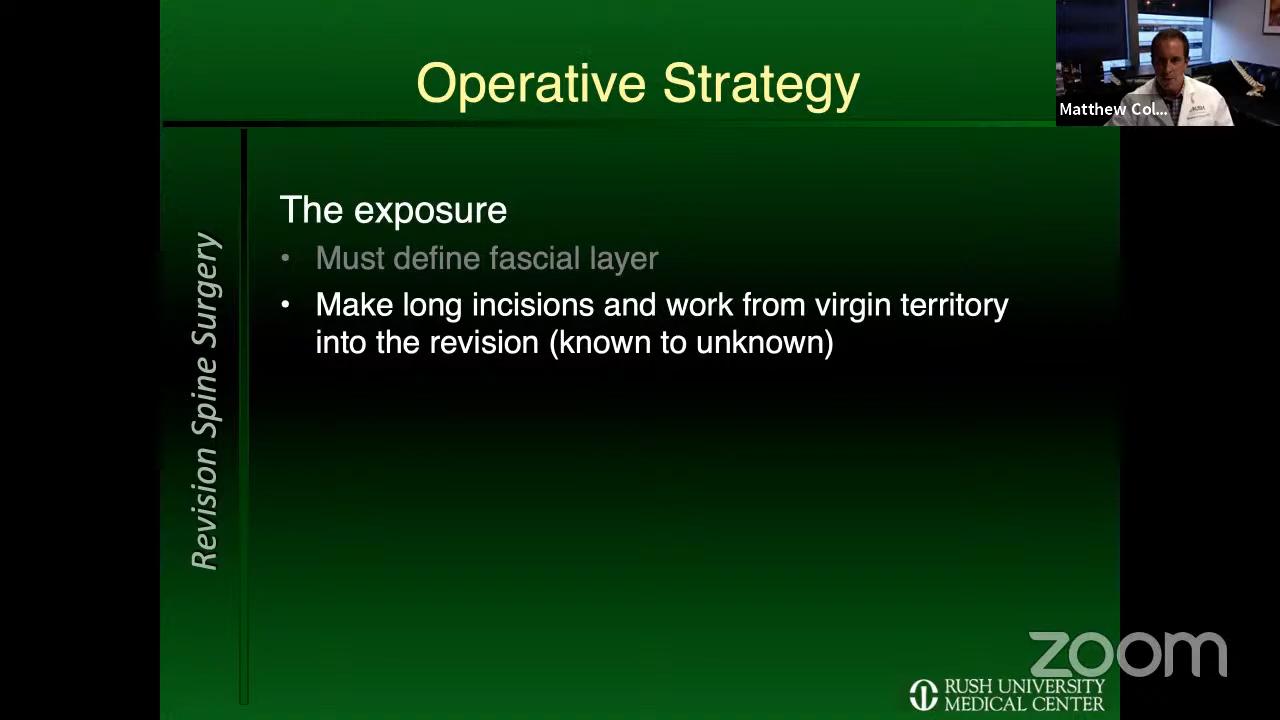 Operative Strategy
Matthew Col...
The exposure
• Must define fascial layer
• Make long incisions and work from virgin territory
into the revision (known to unknown)
Revision Spine Surgery
zoom
RUSH UNIVERSITY
MEDICAL CENTER